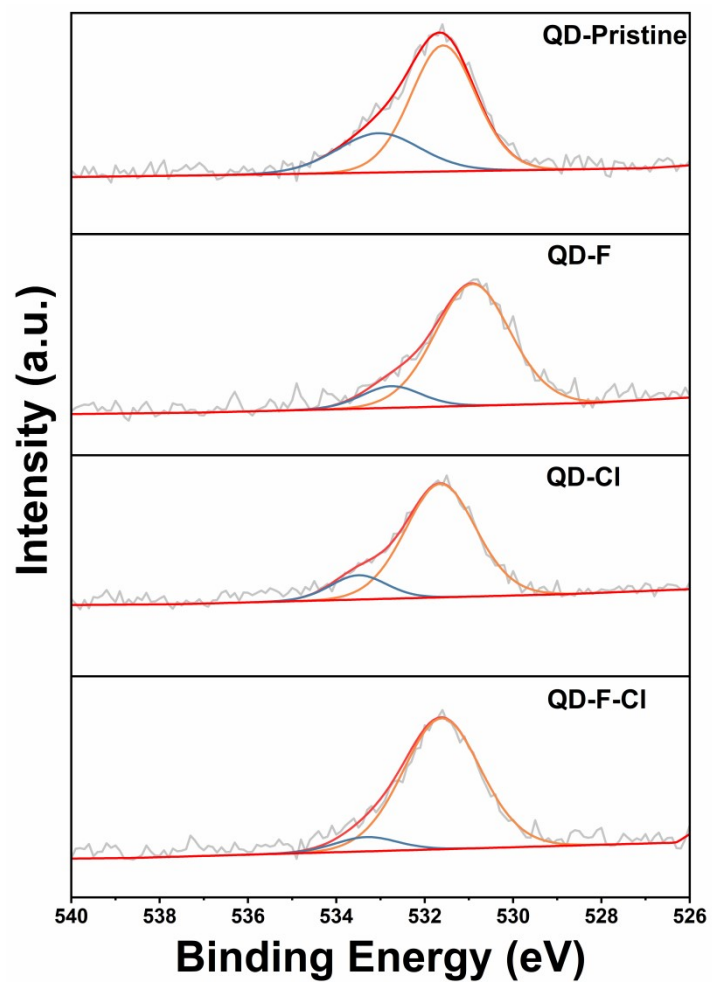 QD-Pristine
QD-F
QD-Cl
QD-F-Cl
Intensity (a.u.)
540 538 536 534 532 530 528 526
Binding Energy (eV)